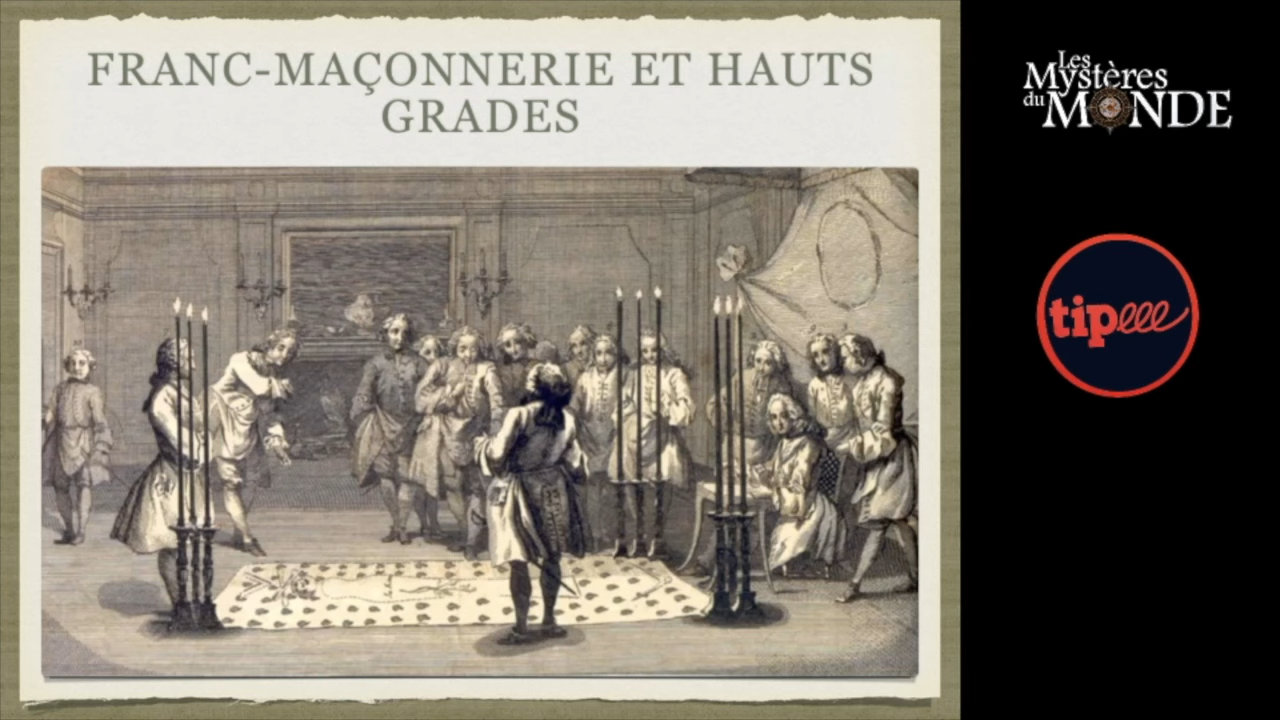 FRANC-MAÇONNERIE ET HAUTS
GRADES
Les
Mystères
du MONDE
tipeee